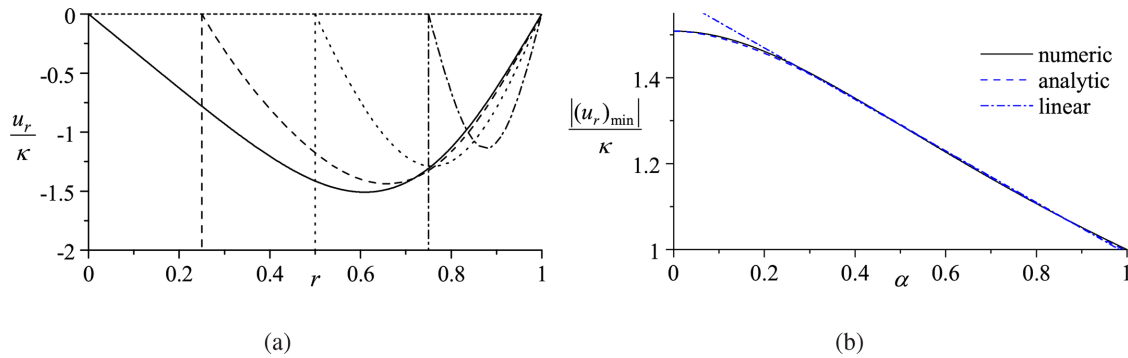 0
-0.5
-1
-1.5
-2
u_r
κ
0 0.2 0.4 0.6 0.8 1
r
(a)
|(u_r)_min|
κ
1.4
1.2
1
numeric
analytic
linear
0 0.2 0.4 0.6 0.8 1
α
(b)